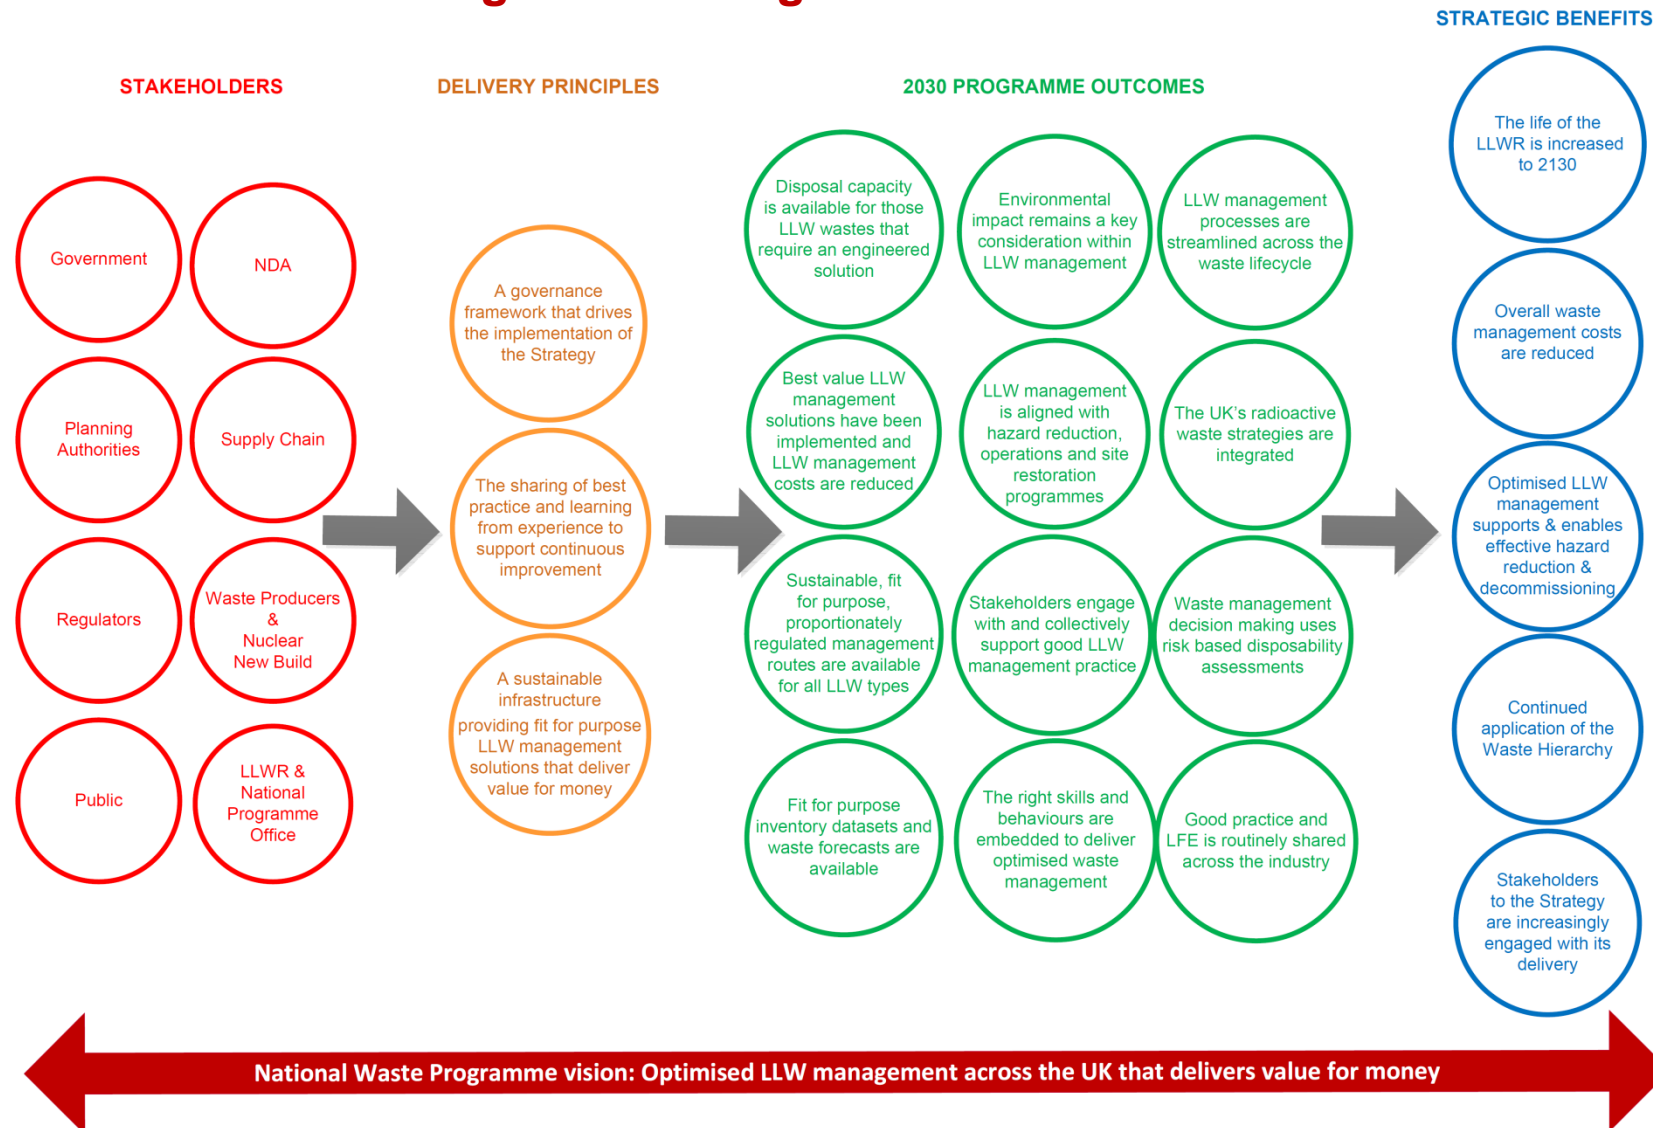 STRATEGIC BENEFITS
STAKEHOLDERS
DELIVERY PRINCIPLES
2030 PROGRAMME OUTCOMES
Government
NDA
Planning
Authorities
Supply Chain
Regulators
Waste Producers
&
Nuclear
New Build
Public
LLWR &
National
Programme
Office
A governance
framework that drives
the implementation of
the Strategy
The sharing of best
practice and learning
from experience to
support continuous
improvement
A sustainable
infrastructure
providing fit for purpose
LLW management
solutions that deliver
value for money
Disposal capacity
is available for those
LLW wastes that
require an engineered
solution
Environmental
impact remains a key
consideration within
LLW management
LLW management
processes are
streamlined across the
waste lifecycle
Best value LLW
management
solutions have been
implemented and
LLW management
costs are reduced
LLW management
is aligned with
hazard reduction,
operations and site
restoration
programmes
The UK's radioactive
waste strategies are
integrated
Sustainable, fit
for purpose,
proportionately
regulated management
routes are available
for all LLW types
Stakeholders engage
with and collectively
support good LLW
management practice
Waste management
decision making uses
risk based disposability
assessments
Fit for purpose
inventory datasets and
waste forecasts are
available
The right skills and
behaviours are
embedded to deliver
optimised waste
management
Good practice and
LFE is routinely shared
across the industry
The life of the
LLWR is increased
to 2130
Overall waste
management costs
are reduced
Optimised LLW
management
supports & enables
effective hazard
reduction &
decommissioning
Continued
application of the
Waste Hierarchy
Stakeholders
to the Strategy
are increasingly
engaged with its
delivery
National Waste Programme vision: Optimised LLW management across the UK that delivers value for money